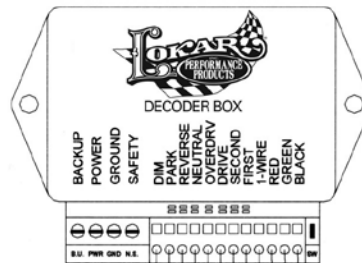 LOKAR
PERFORMANCE
PRODUCTS
DECODER BOX
BACKUP
POWER
GROUND
SAFETY
DIM
PARK
REVERSE
NEUTRAL
OVERDRV
DRIVE
SECOND
FIRST
1-WIRE
RED
GREEN
BLACK
B.U. PWR GND N.S. SW